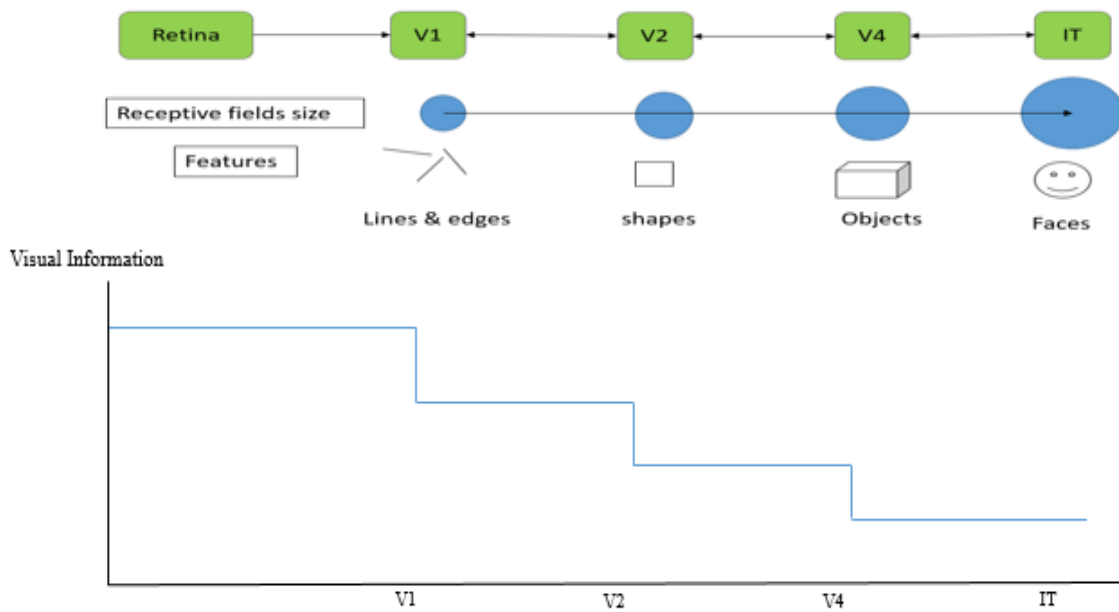 Retina V1 V2 V4 IT
Receptive fields size
Features
Lines & edges shapes Objects Faces
Visual Information
V1 V2 V4 IT